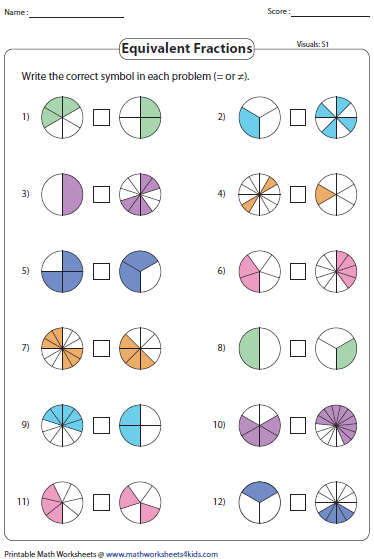 Name :
Score :
Equivalent Fractions
Visuals: S1
Write the correct symbol in each problem (= or ≠).
1)
2)
3)
4)
5)
6)
7)
8)
9)
10)
11)
12)
Printable Math Worksheets @ www.mathworksheets4kids.com